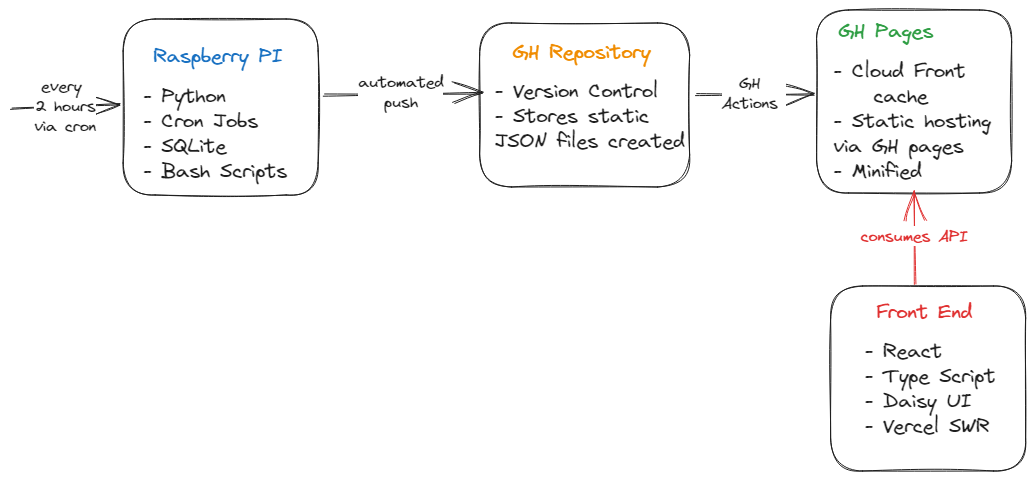 every
2 hours
via cron
Raspberry PI
- Python
- Cron Jobs
- SQLite
- Bash Scripts
automated
push
GH Repository
- Version Control
- Stores static
JSON files created
GH
Actions
GH Pages
- Cloud Front
cache
- Static hosting
via GH pages
- Minified
consumes API
Front End
- React
- Type Script
- Daisy UI
- Vercel SWR